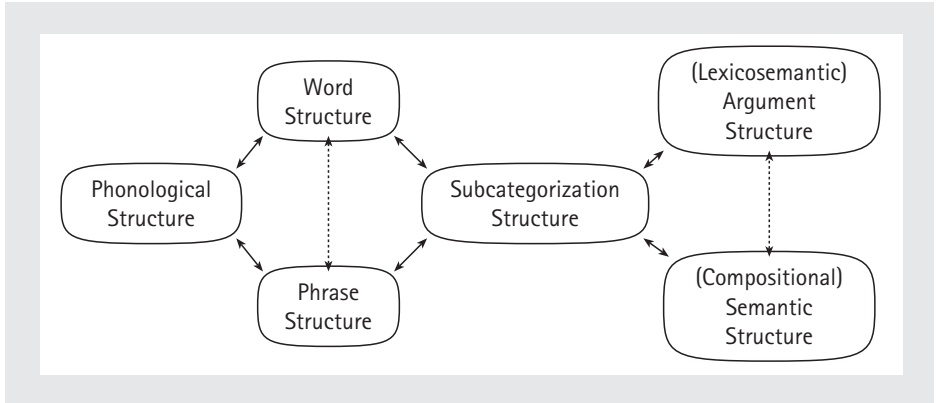 Word
Structure
(Lexicosemantic)
Argument
Structure
Phonological
Structure
Subcategorization
Structure
Phrase
Structure
(Compositional)
Semantic
Structure